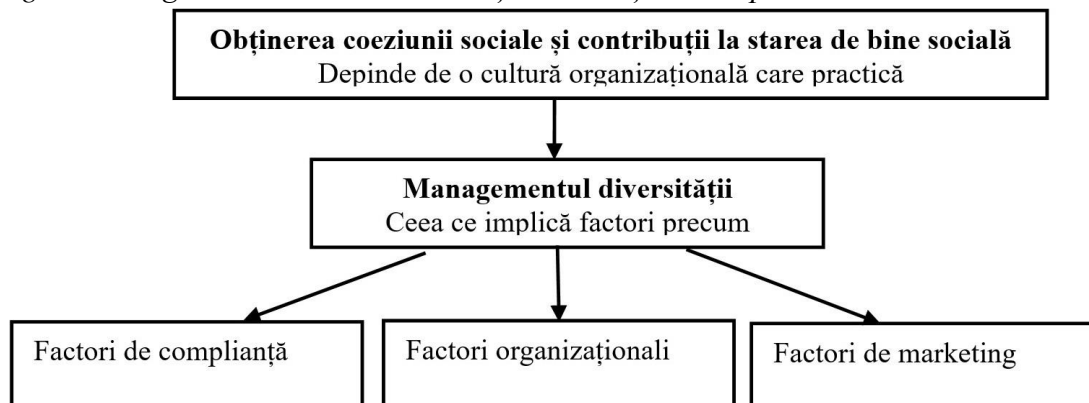 Obținerea coeziunii sociale și contribuții la starea de bine socială
Depinde de o cultură organizațională care practică
Managementul diversității
Ceea ce implică factori precum
Factori de complianță
Factori organizaționali
Factori de marketing